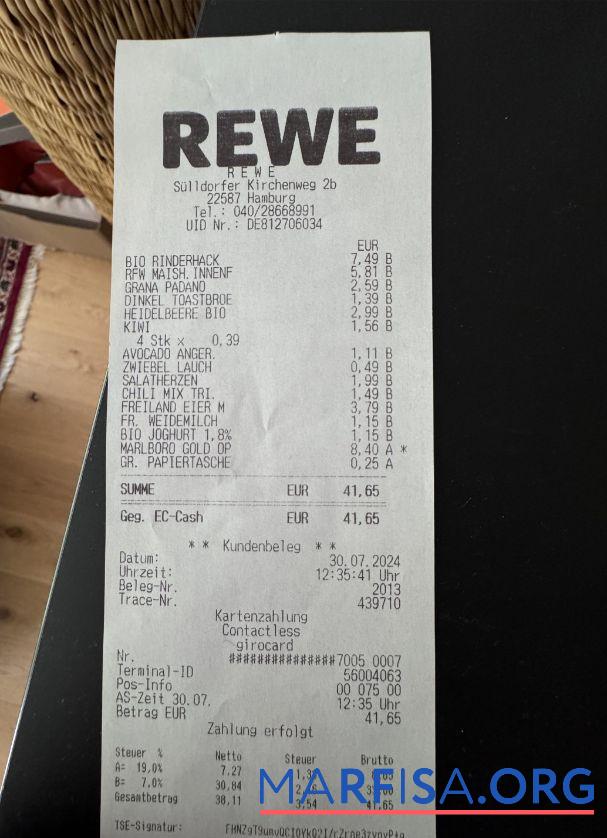 REWE
REWE
Sülldorfer Kirchenweg 2b
22587 Hamburg
Tel.: 040/28668991
UID Nr.: DE812706034
EUR
BIO RINDERHACK 7,49 B
RFW MAISH.INNENF 5,81 B
GRANA PADANO 2,59 B
DINKEL TOASTBROE 1,39 B
HEIDELBEERE BIO 2,99 B
KIWI 1,56 B
4 Stk x 0,39
AVOCADO ANGER. 1,11 B
ZWIEBEL LAUCH 0,49 B
SALATHERZEN 1,99 B
CHILI MIX TRI. 1,49 B
FREILAND EIER M 3,79 B
FR. WEIDEMILCH 1,15 B
BIO JOGHURT 1,8% 1,15 B
MARLBORO GOLD OP 8,40 A *
GR. PAPIERTASCHE 0,25 A
SUMME EUR 41,65
Geg. EC-Cash EUR 41,65
* * Kundenbeleg * *
Datum: 30.07.2024
Uhrzeit: 12:35:41 Uhr
Beleg-Nr. 2013
Trace-Nr. 439710
Kartenzahlung
Contactless
girocard
Nr. ###############7005 0007
Terminal-ID 56004063
Pos-Info 00 075 00
AS-Zeit 30.07. 12:35 Uhr
Betrag EUR 41,65
Zahlung erfolgt
Steuer % Netto Steuer Brutto
A= 19,0% 7,27
B= 7,0% 30,84
Gesamtbetrag 38,11 3,54 41,65
TSE-Signatur:
MARFISA.ORG